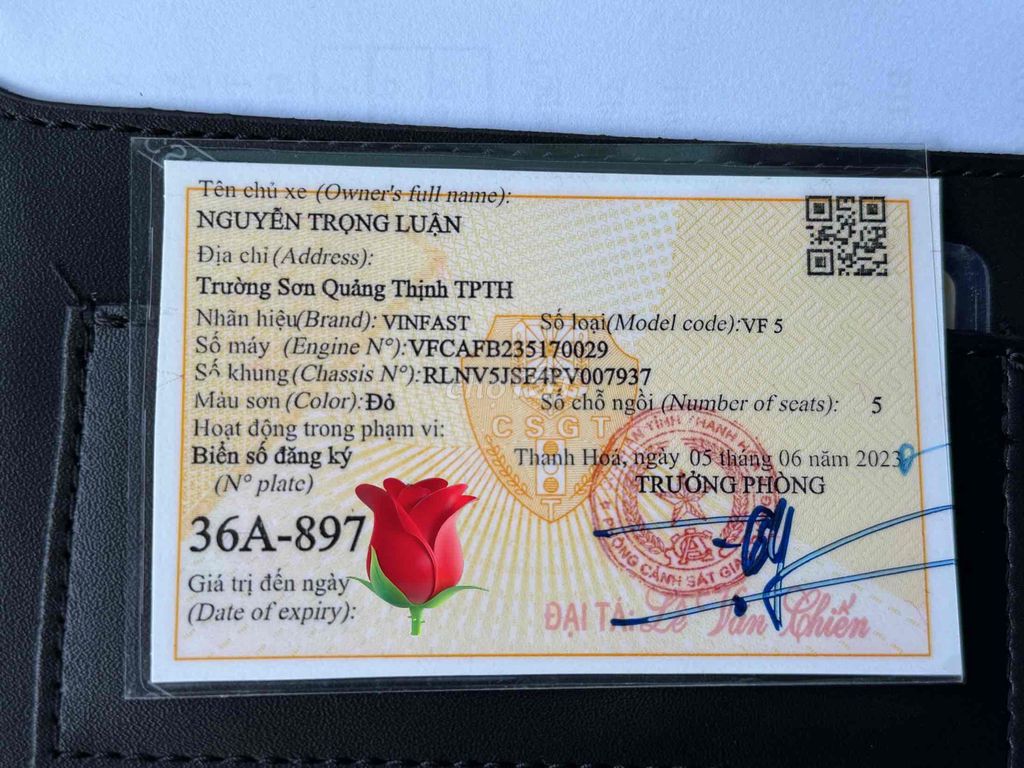 Tên chủ xe (Owner's full name):
NGUYỄN TRỌNG LUẬN
Địa chỉ (Address):
Trường Sơn Quảng Thịnh TPTH
Nhãn hiệu(Brand): VINFAST Số loại(Model code):VF 5
Số máy (Engine N°):VFCAFB235170029
Số khung(Chassis N°):RLNV5JSE4PV007937
Màu sơn (Color):Đỏ Số chỗ ngồi (Number of seats): 5
Hoạt động trong phạm vi:
CSGT
Biển số đăng ký Thanh Hoá, ngày 05 tháng 06 năm 2023
(N° plate) TRƯỞNG PHÒNG
36A-897
Giá trị đến ngày
(Date of expiry):
ĐẠI TÁ: Lê Văn Chiến